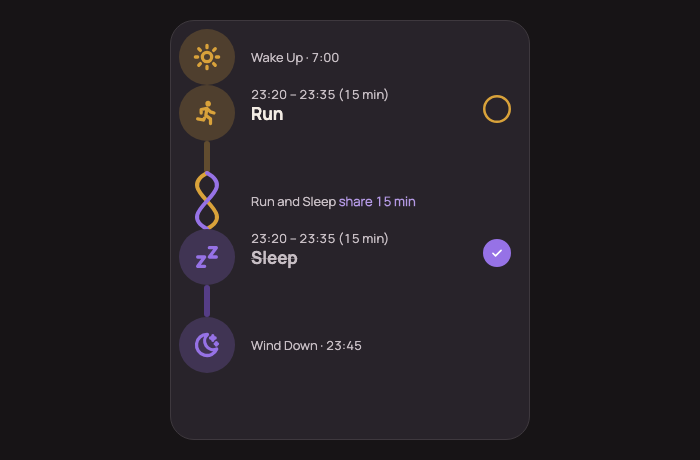 Wake Up · 7:00
23:20 – 23:35 (15 min)
Run
Run and Sleep share 15 min
23:20 – 23:35 (15 min)
Sleep
Wind Down · 23:45